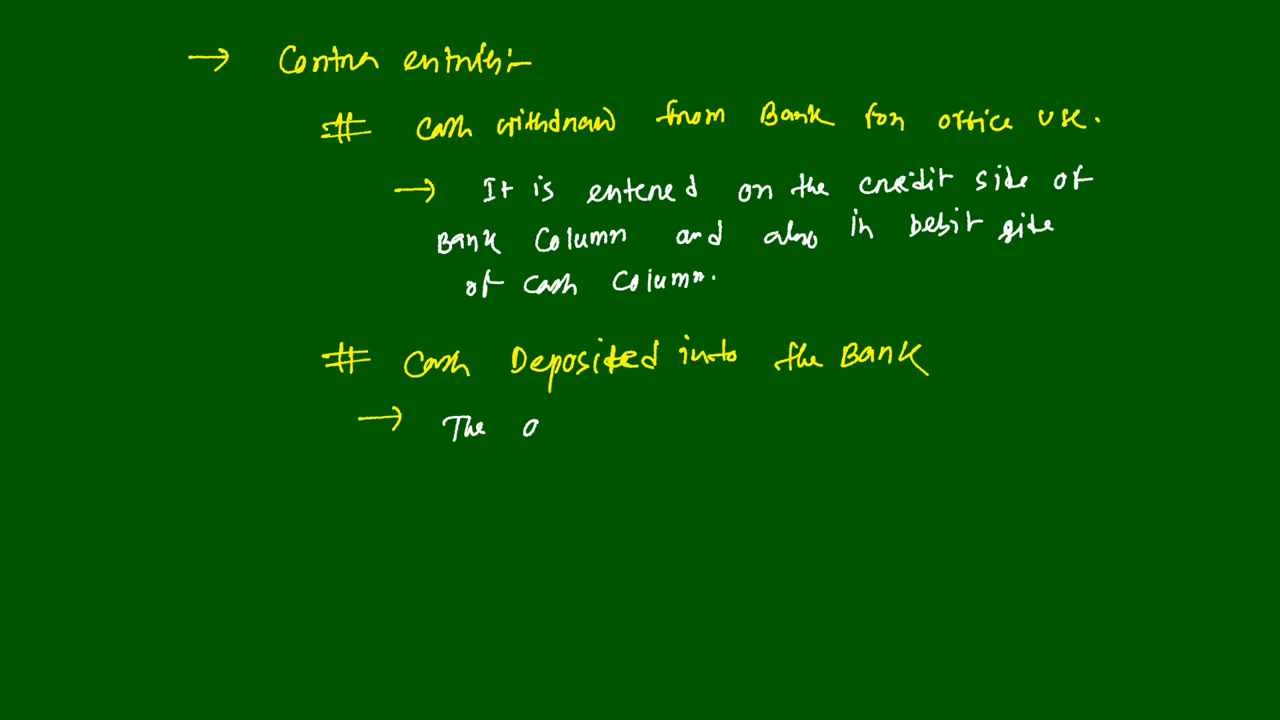 → Contra entries:-
# Cash withdraw from Bank for office use.
→ It is entered on the credit side of
Bank Column and also in Debit side
of Cash Column.
# Cash Deposited into the Bank
→ The a